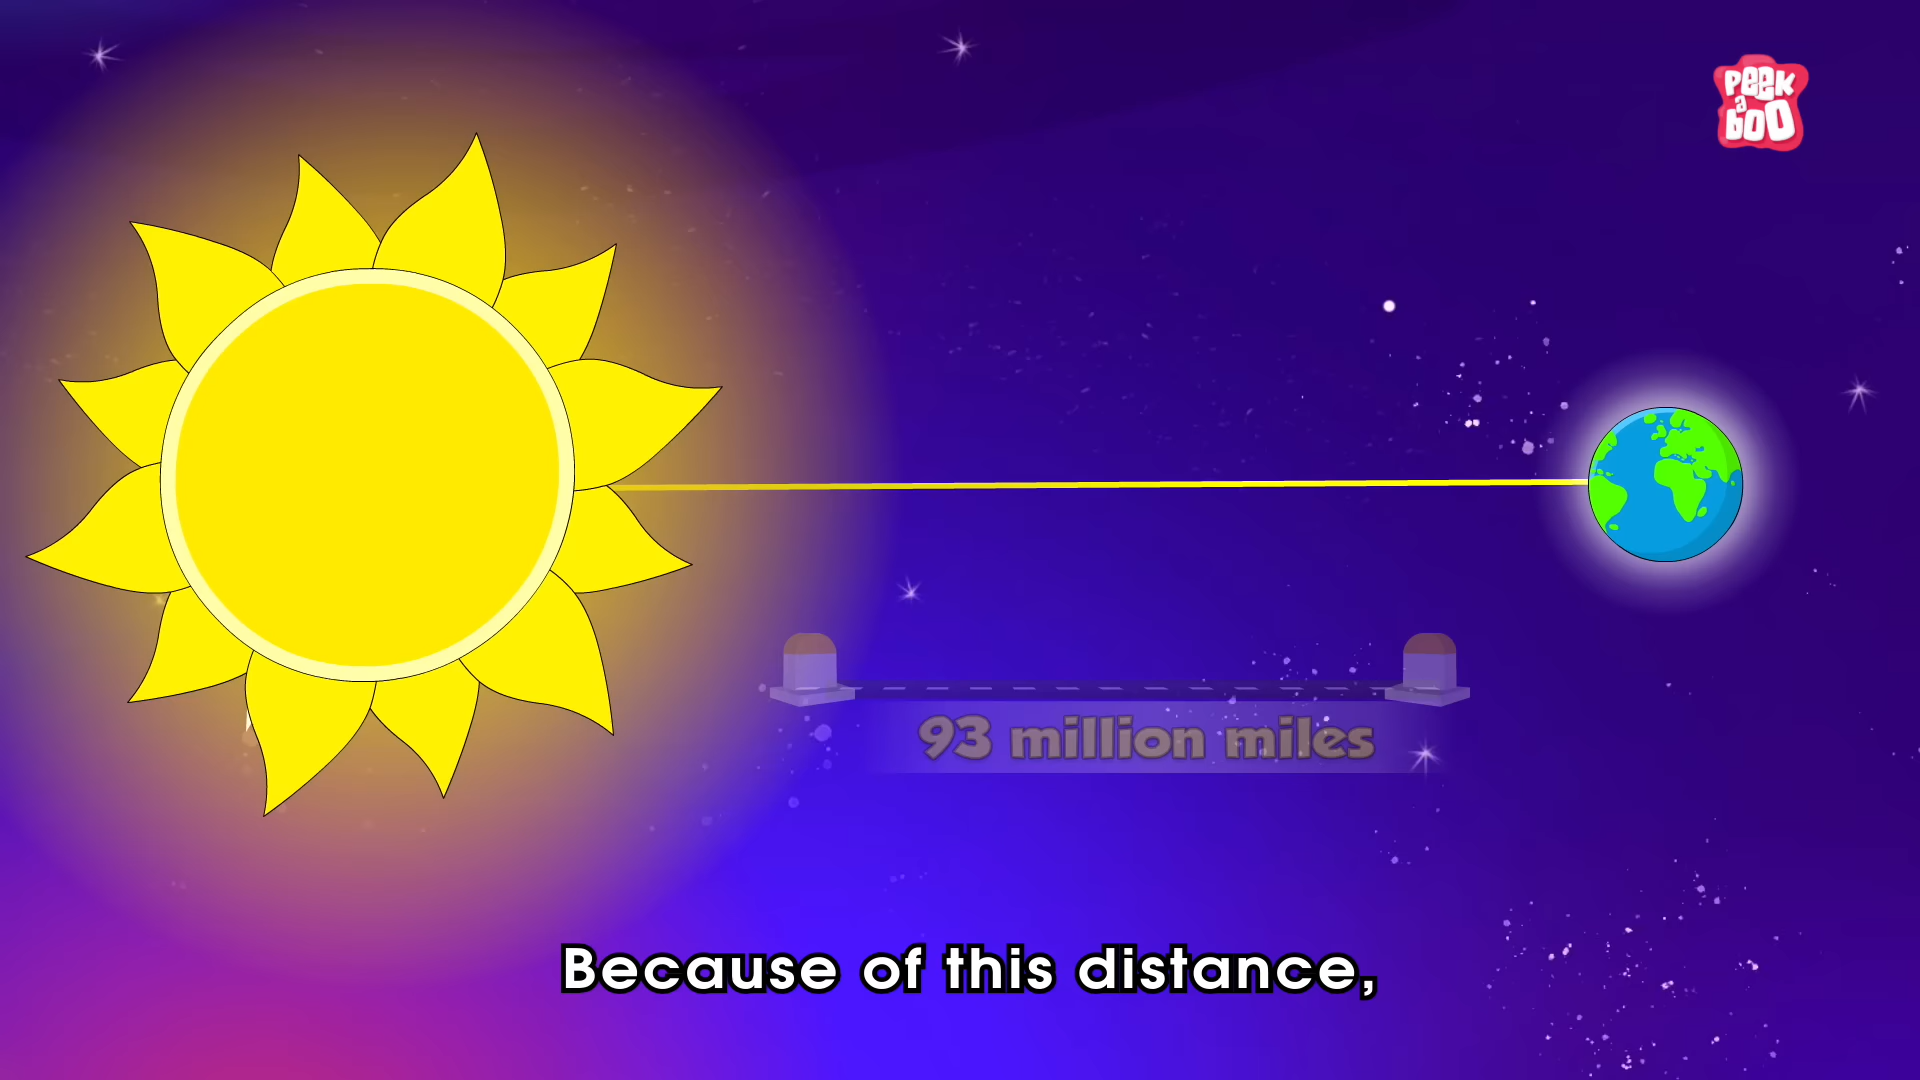 PEEK
a
BOO
93 million miles
Because of this distance,